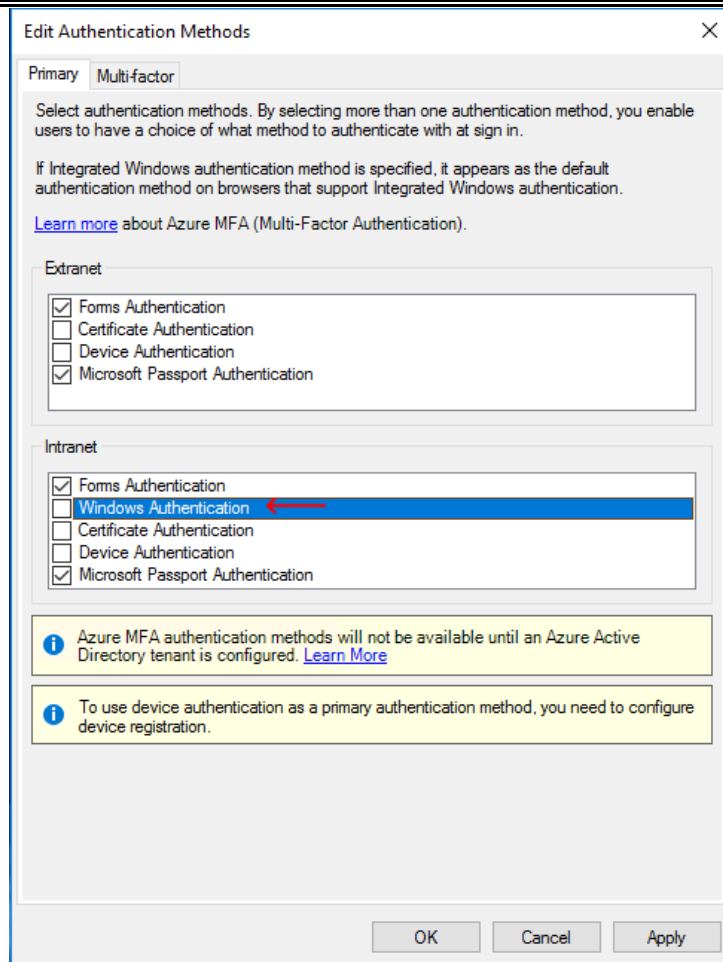 Edit Authentication Methods
Primary
Multi-factor
Select authentication methods. By selecting more than one authentication method, you enable
users to have a choice of what method to authenticate with at sign in.
If Integrated Windows authentication method is specified, it appears as the default
authentication method on browsers that support Integrated Windows authentication.
Learn more about Azure MFA (Multi-Factor Authentication).
Extranet
Forms Authentication
Certificate Authentication
Device Authentication
Microsoft Passport Authentication
Intranet
Forms Authentication
Windows Authentication
Certificate Authentication
Device Authentication
Microsoft Passport Authentication
Azure MFA authentication methods will not be available until an Azure Active
Directory tenant is configured. Learn More
To use device authentication as a primary authentication method, you need to configure
device registration.
OK
Cancel
Apply